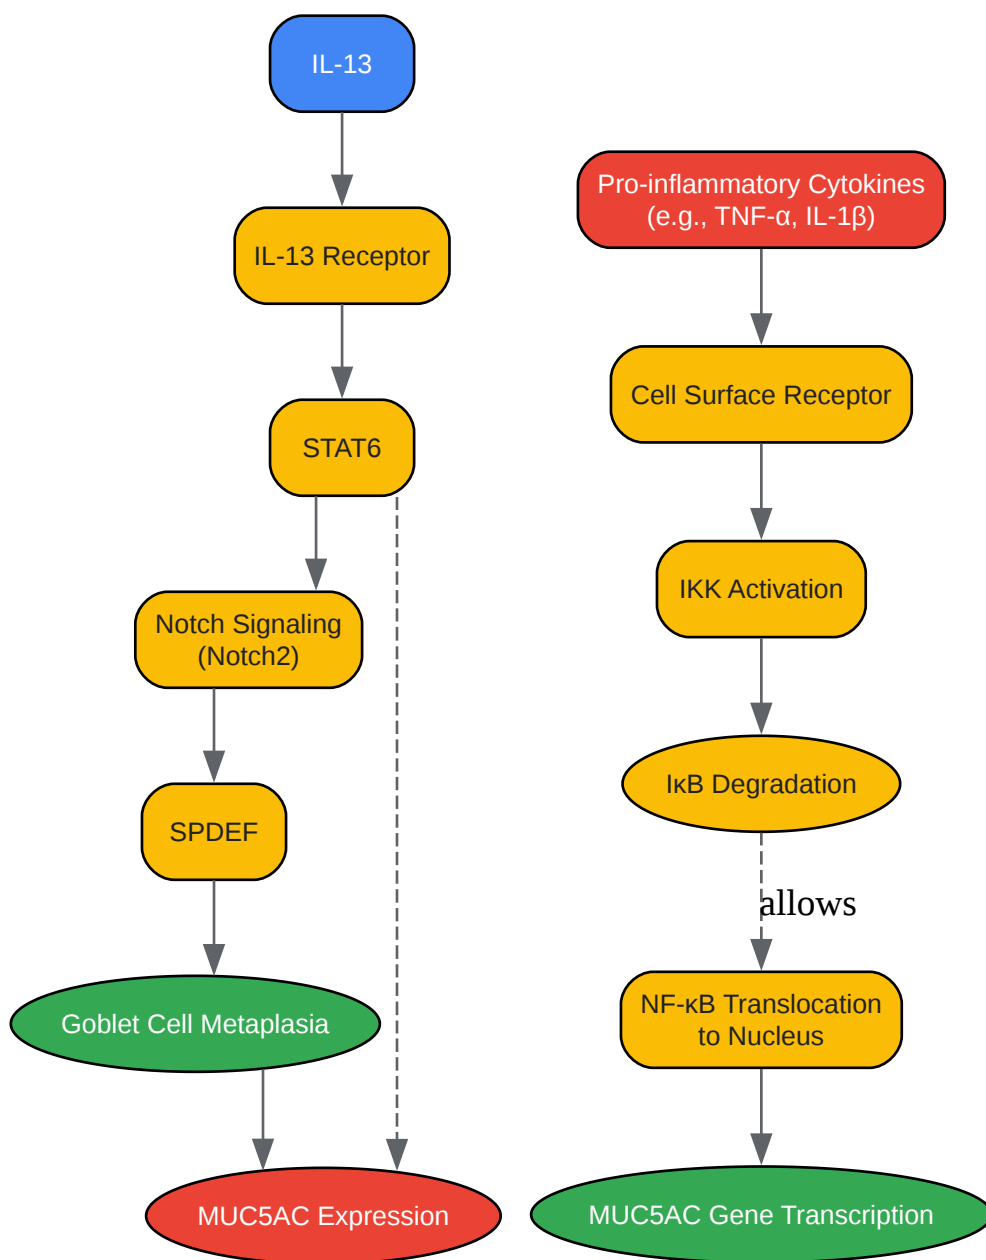 IL-13
IL-13 Receptor
STAT6
Notch Signaling
(Notch2)
SPDEF
Goblet Cell Metaplasia
MUC5AC Expression
Pro-inflammatory Cytokines
(e.g., TNF-α, IL-1β)
Cell Surface Receptor
IKK Activation
IκB Degradation
allows
NF-κB Translocation
to Nucleus
MUC5AC Gene Transcription